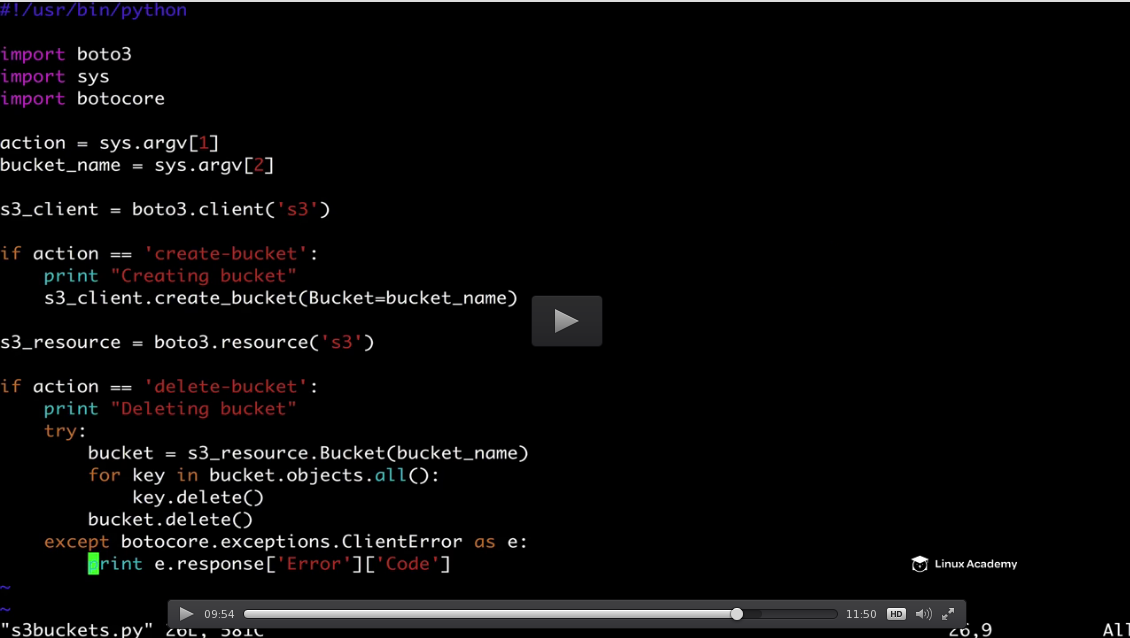 #!/usr/bin/python
import boto3
import sys
import botocore
action = sys.argv[1]
bucket_name = sys.argv[2]
s3_client = boto3.client('s3')
if action == 'create-bucket':
    print "Creating bucket"
    s3_client.create_bucket(Bucket=bucket_name)
s3_resource = boto3.resource('s3')
if action == 'delete-bucket':
    print "Deleting bucket"
    try:
        bucket = s3_resource.Bucket(bucket_name)
        for key in bucket.objects.all():
            key.delete()
        bucket.delete()
    except botocore.exceptions.ClientError as e:
        print e.response['Error']['Code']
Linux Academy
~
~
09:54 11:50 HD
"s3buckets.py" 26L, 581C 26,9 All